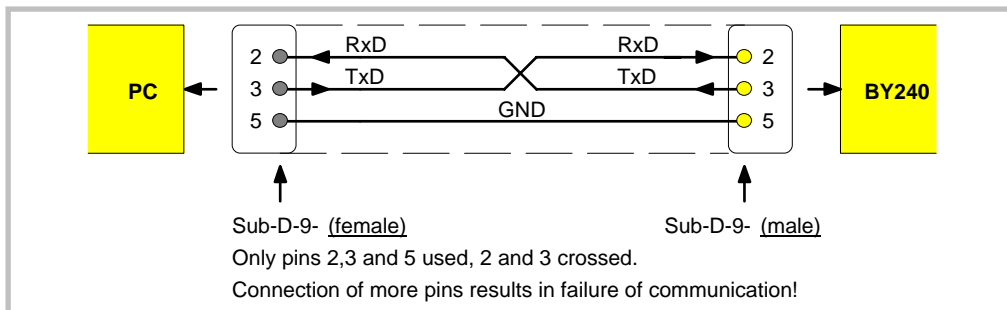 RxD RxD
2 2
TxD TxD
PC 3 3 BY240
GND
5 5
Sub-D-9- (female) Sub-D-9- (male)
Only pins 2,3 and 5 used, 2 and 3 crossed.
Connection of more pins results in failure of communication!